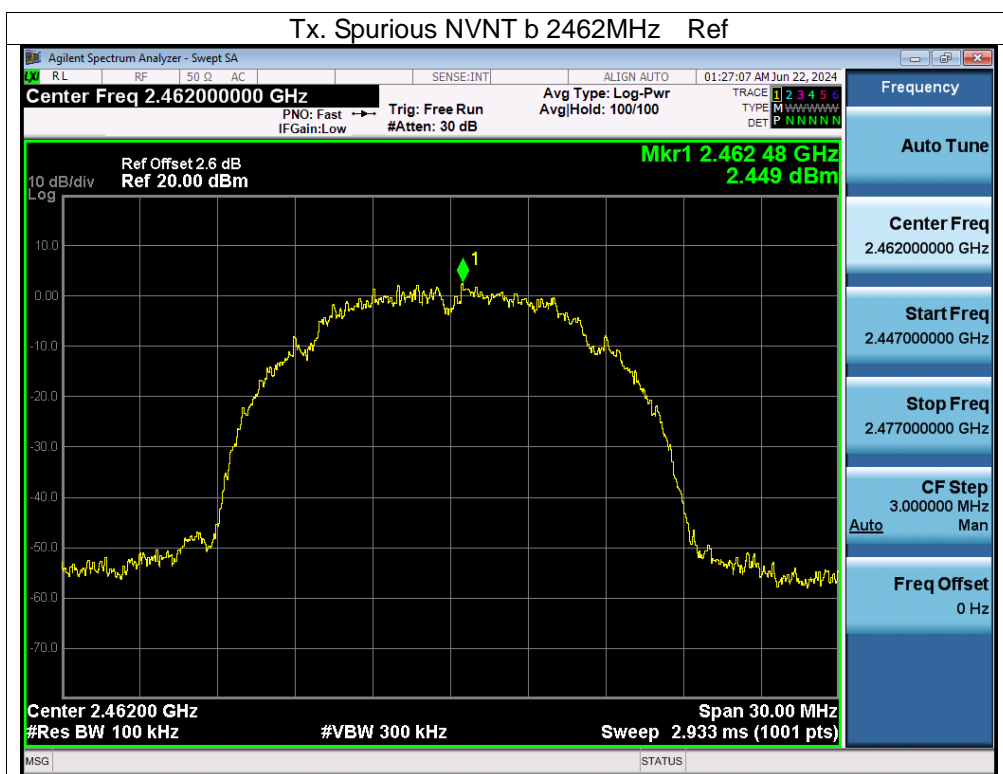 Tx. Spurious NVNT b 2462MHz Ref
Agilent Spectrum Analyzer - Swept SA
LXI RL RF 50 Ω AC SENSE:INT ALIGN AUTO 01:27:07 AM Jun 22, 2024
Center Freq 2.462000000 GHz
PNO: Fast
IFGain:Low
Trig: Free Run
#Atten: 30 dB
Avg Type: Log-Pwr
Avg|Hold: 100/100
TRACE 1 2 3 4 5 6
TYPE M WWWWW
DET P N N N N N
Ref Offset 2.6 dB
10 dB/div Ref 20.00 dBm
Log
Mkr1 2.462 48 GHz
2.449 dBm
1
10.0
0.00
-10.0
-20.0
-30.0
-40.0
-50.0
-60.0
-70.0
Center 2.46200 GHz Span 30.00 MHz
#Res BW 100 kHz #VBW 300 kHz Sweep 2.933 ms (1001 pts)
MSG STATUS
Frequency
Auto Tune
Center Freq
2.462000000 GHz
Start Freq
2.447000000 GHz
Stop Freq
2.477000000 GHz
CF Step
3.000000 MHz
Auto Man
Freq Offset
0 Hz